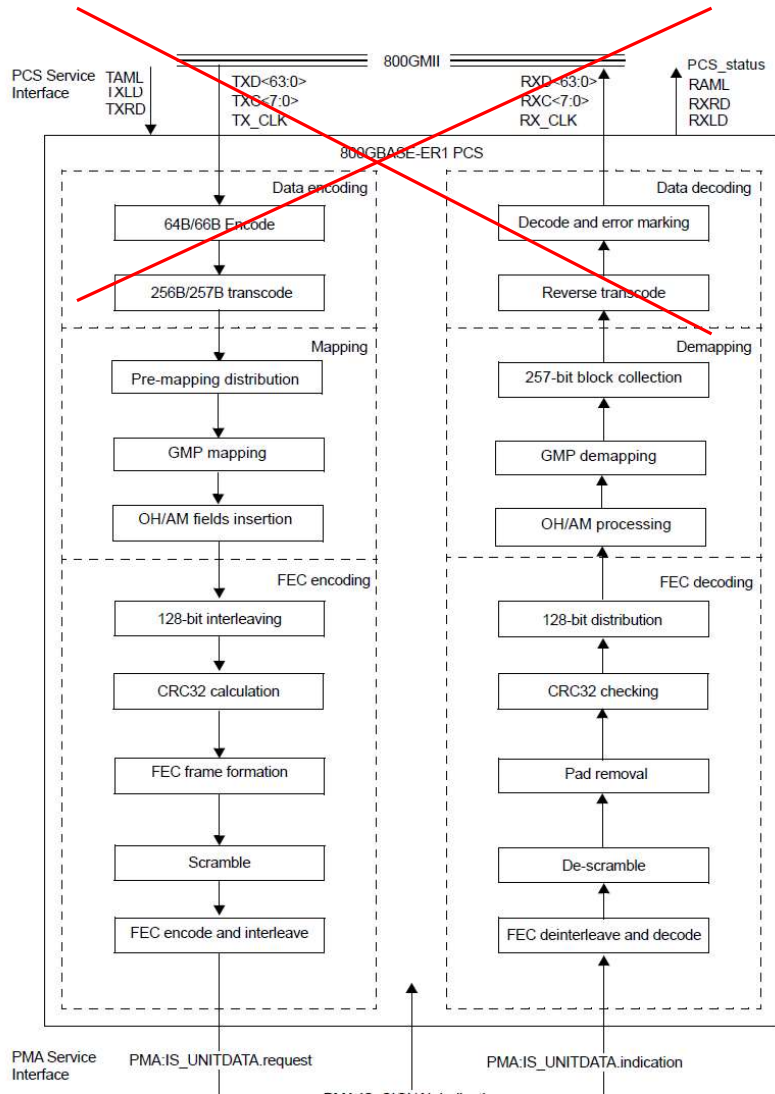 800GMII
PCS Service
Interface
TAML
TXLD
TXRD
TXD<63:0>
TXC<7:0>
TX_CLK
RXD<63:0>
RXC<7:0>
RX_CLK
PCS_status
RAML
RXRD
RXLD
800GBASE-ER1 PCS
Data encoding
64B/66B Encode
256B/257B transcode
Mapping
Pre-mapping distribution
GMP mapping
OH/AM fields insertion
FEC encoding
128-bit interleaving
CRC32 calculation
FEC frame formation
Scramble
FEC encode and interleave
Data decoding
Decode and error marking
Reverse transcode
Demapping
257-bit block collection
GMP demapping
OH/AM processing
FEC decoding
128-bit distribution
CRC32 checking
Pad removal
De-scramble
FEC deinterleave and decode
PMA Service
Interface
PMA:IS_UNITDATA.request
PMA:IS_UNITDATA.indication